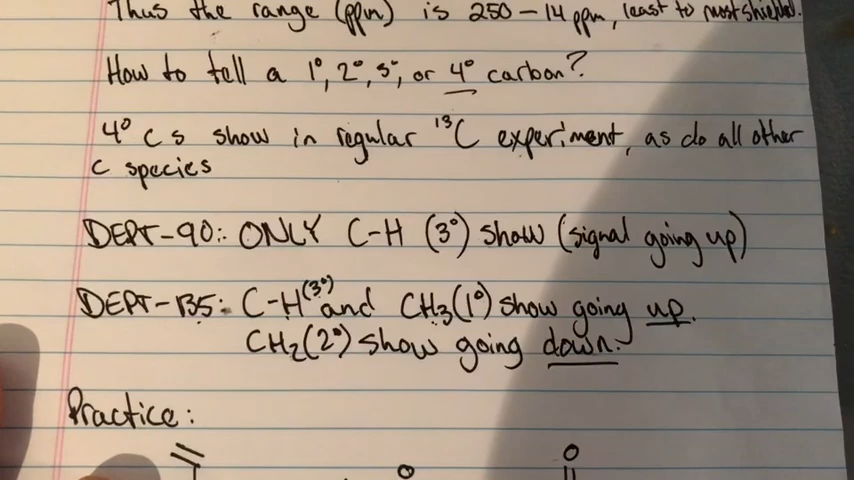 Thus the range (ppm) is 250-14 ppm, least to most shielded.
How to tell a 1°, 2°, 3°, or 4° carbon?
4° Cs show in regular ¹³C experiment, as do all other
C species
DEPT-90: ONLY C-H (3°) show (signal going up)
DEPT-135: C-H(3°) and CH₃(1°) show going up.
CH₂(2°) show going down.
Practice:
O O